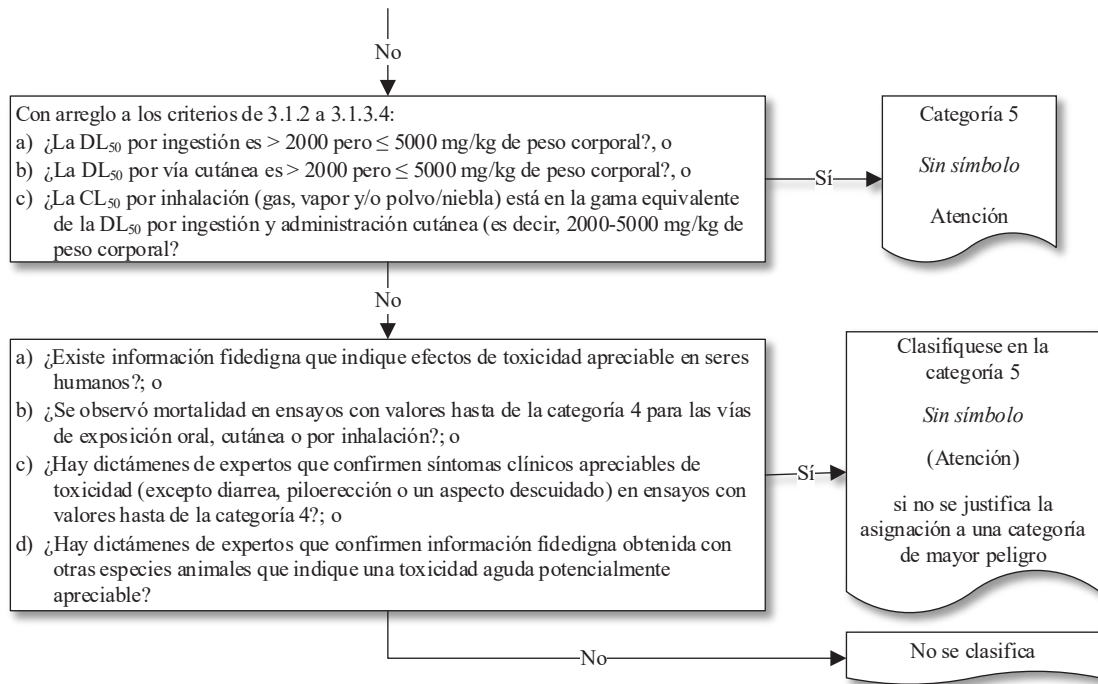 No
Con arreglo a los criterios de 3.1.2 a 3.1.3.4:
a) ¿La DL₅₀ por ingestión es > 2000 pero ≤ 5000 mg/kg de peso corporal?, o
b) ¿La DL₅₀ por vía cutánea es > 2000 pero ≤ 5000 mg/kg de peso corporal?, o
c) ¿La CL₅₀ por inhalación (gas, vapor y/o polvo/niebla) está en la gama equivalente
de la DL₅₀ por ingestión y administración cutánea (es decir, 2000-5000 mg/kg de
peso corporal?
Sí
Categoría 5
Sin símbolo
Atención
No
a) ¿Existe información fidedigna que indique efectos de toxicidad apreciable en seres
humanos?; o
b) ¿Se observó mortalidad en ensayos con valores hasta de la categoría 4 para las vías
de exposición oral, cutánea o por inhalación?; o
c) ¿Hay dictámenes de expertos que confirmen síntomas clínicos apreciables de
toxicidad (excepto diarrea, piloerección o un aspecto descuidado) en ensayos con
valores hasta de la categoría 4?; o
d) ¿Hay dictámenes de expertos que confirmen información fidedigna obtenida con
otras especies animales que indique una toxicidad aguda potencialmente
apreciable?
Sí
Clasifíquese en la
categoría 5
Sin símbolo
(Atención)
si no se justifica la
asignación a una categoría
de mayor peligro
No
No se clasifica